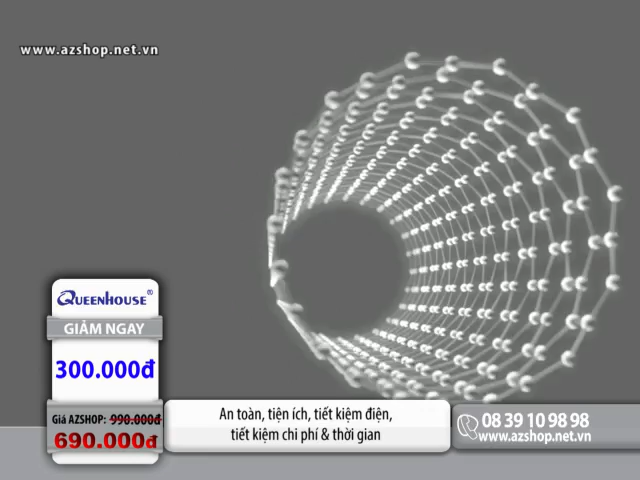 www.azshop.net.vn
QUEENHOUSE®
GIẢM NGAY
300.000đ
Giá AZSHOP: 990.000đ
690.000đ
An toàn, tiện ích, tiết kiệm điện,
tiết kiệm chi phí & thời gian
08 39 10 98 98
www.azshop.net.vn